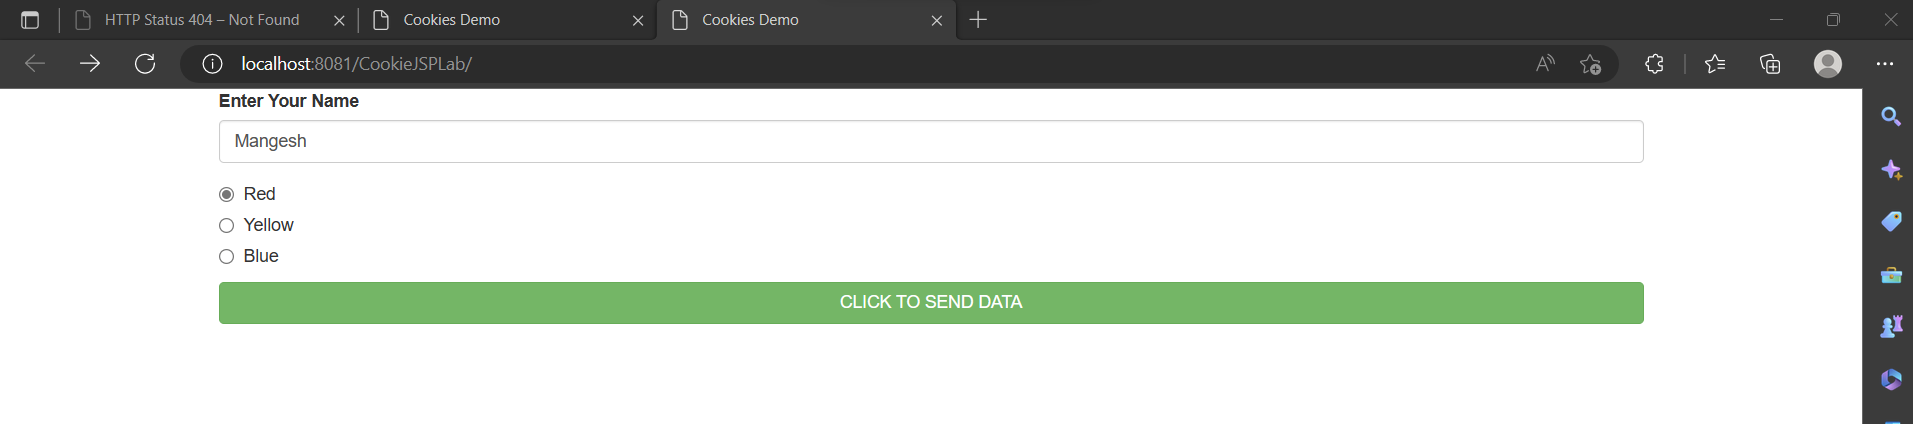 HTTP Status 404 – Not Found
Cookies Demo
Cookies Demo
localhost:8081/CookieJSPLab/
Enter Your Name
Mangesh
Red
Yellow
Blue
CLICK TO SEND DATA